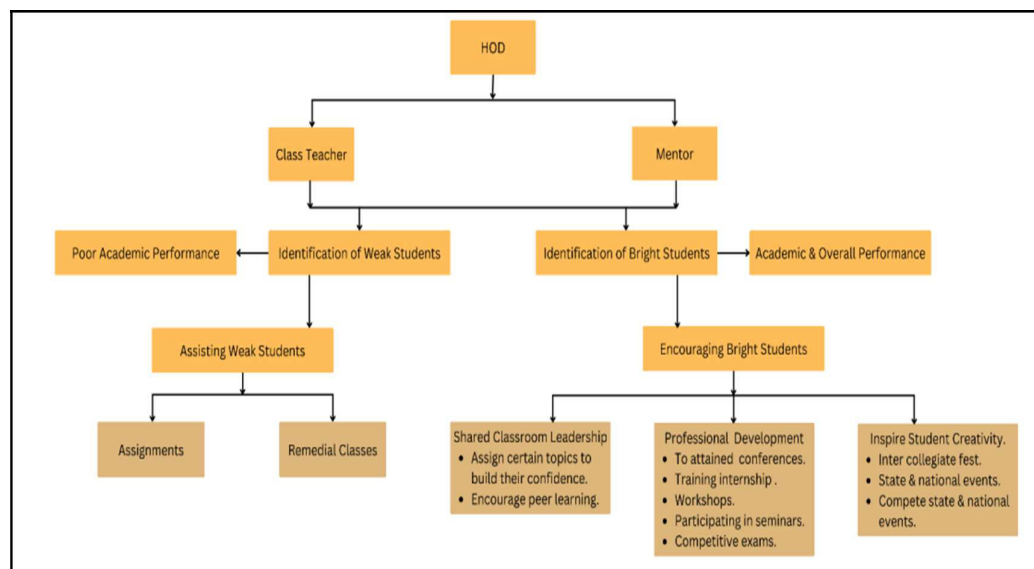 HOD
Class Teacher
Mentor
Poor Academic Performance
Identification of Weak Students
Identification of Bright Students
Academic & Overall Performance
Assisting Weak Students
Encouraging Bright Students
Assignments
Remedial Classes
Shared Classroom Leadership
• Assign certain topics to
build their confidence.
• Encourage peer learning.
Professional Development
• To attained conferences.
• Training internship .
• Workshops.
• Participating in seminars.
• Competitive exams.
Inspire Student Creativity.
• Inter collegiate fest.
• State & national events.
• Compete state & national
events.